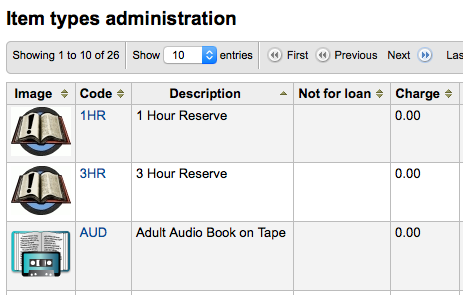 Item types administration
Showing 1 to 10 of 26 Show 10 entries First Previous Next
Image Code Description Not for loan Charge
1HR 1 Hour Reserve 0.00
3HR 3 Hour Reserve 0.00
AUD Adult Audio Book on Tape 0.00